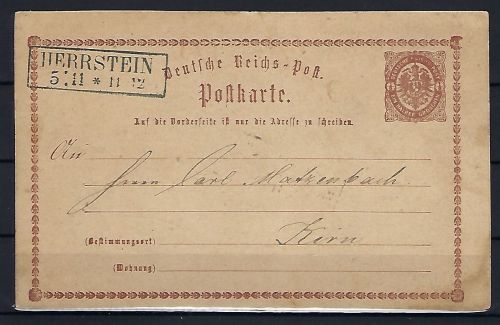 HERRSTEIN
5 11 * 11-12
Deutsche Reichs-Post.
Postkarte.
Auf die Vorderseite ist nur die Adresse zu schreiben.
An
Herrn Carl Matzenbach
(Bestimmungsort)
Kirn
(Wohnung)